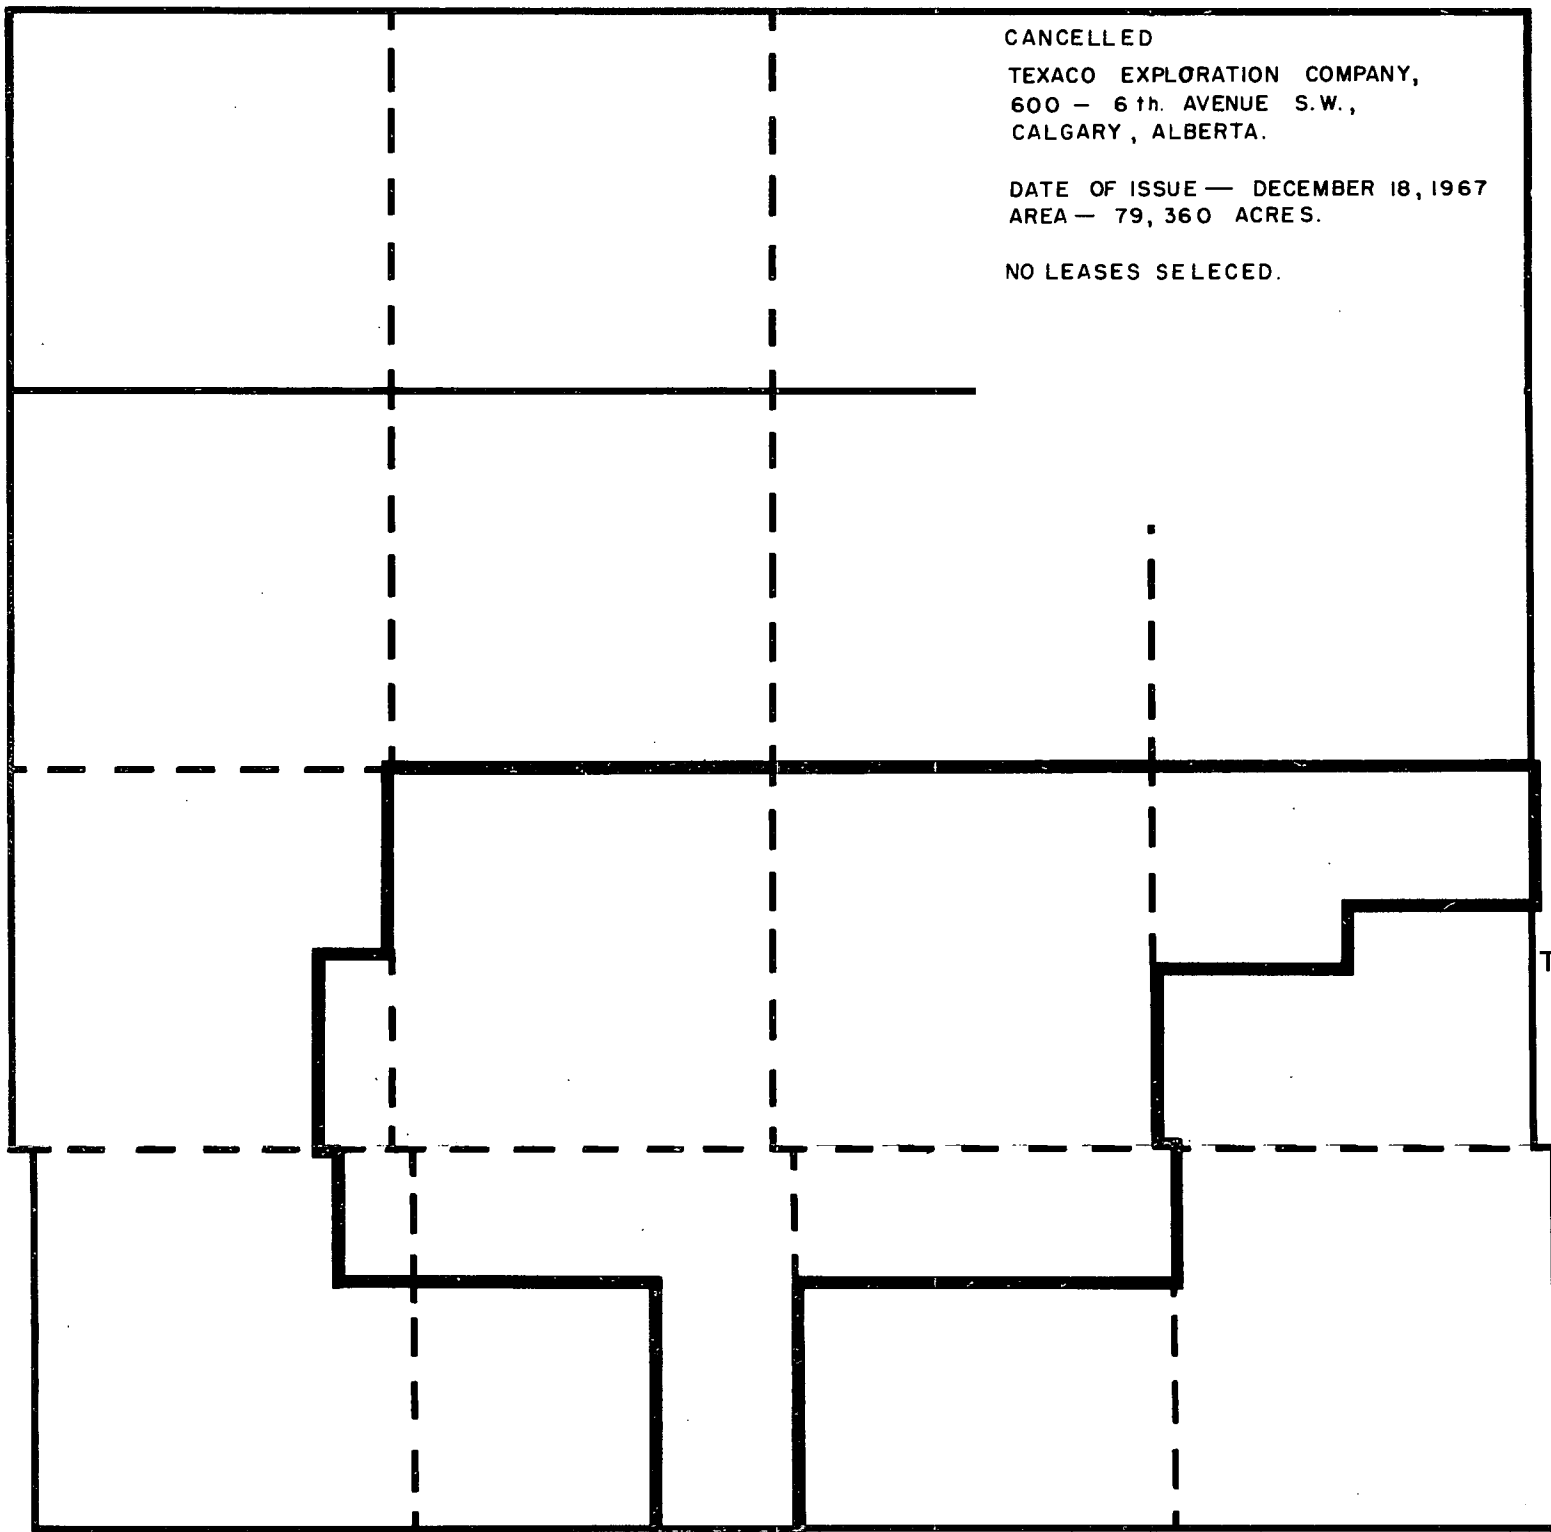 CANCELLED
TEXACO EXPLORATION COMPANY,
600 – 6th. AVENUE S.W.,
CALGARY, ALBERTA.
DATE OF ISSUE — DECEMBER 18, 1967
AREA — 79,360 ACRES.
NO LEASES SELECED.
T